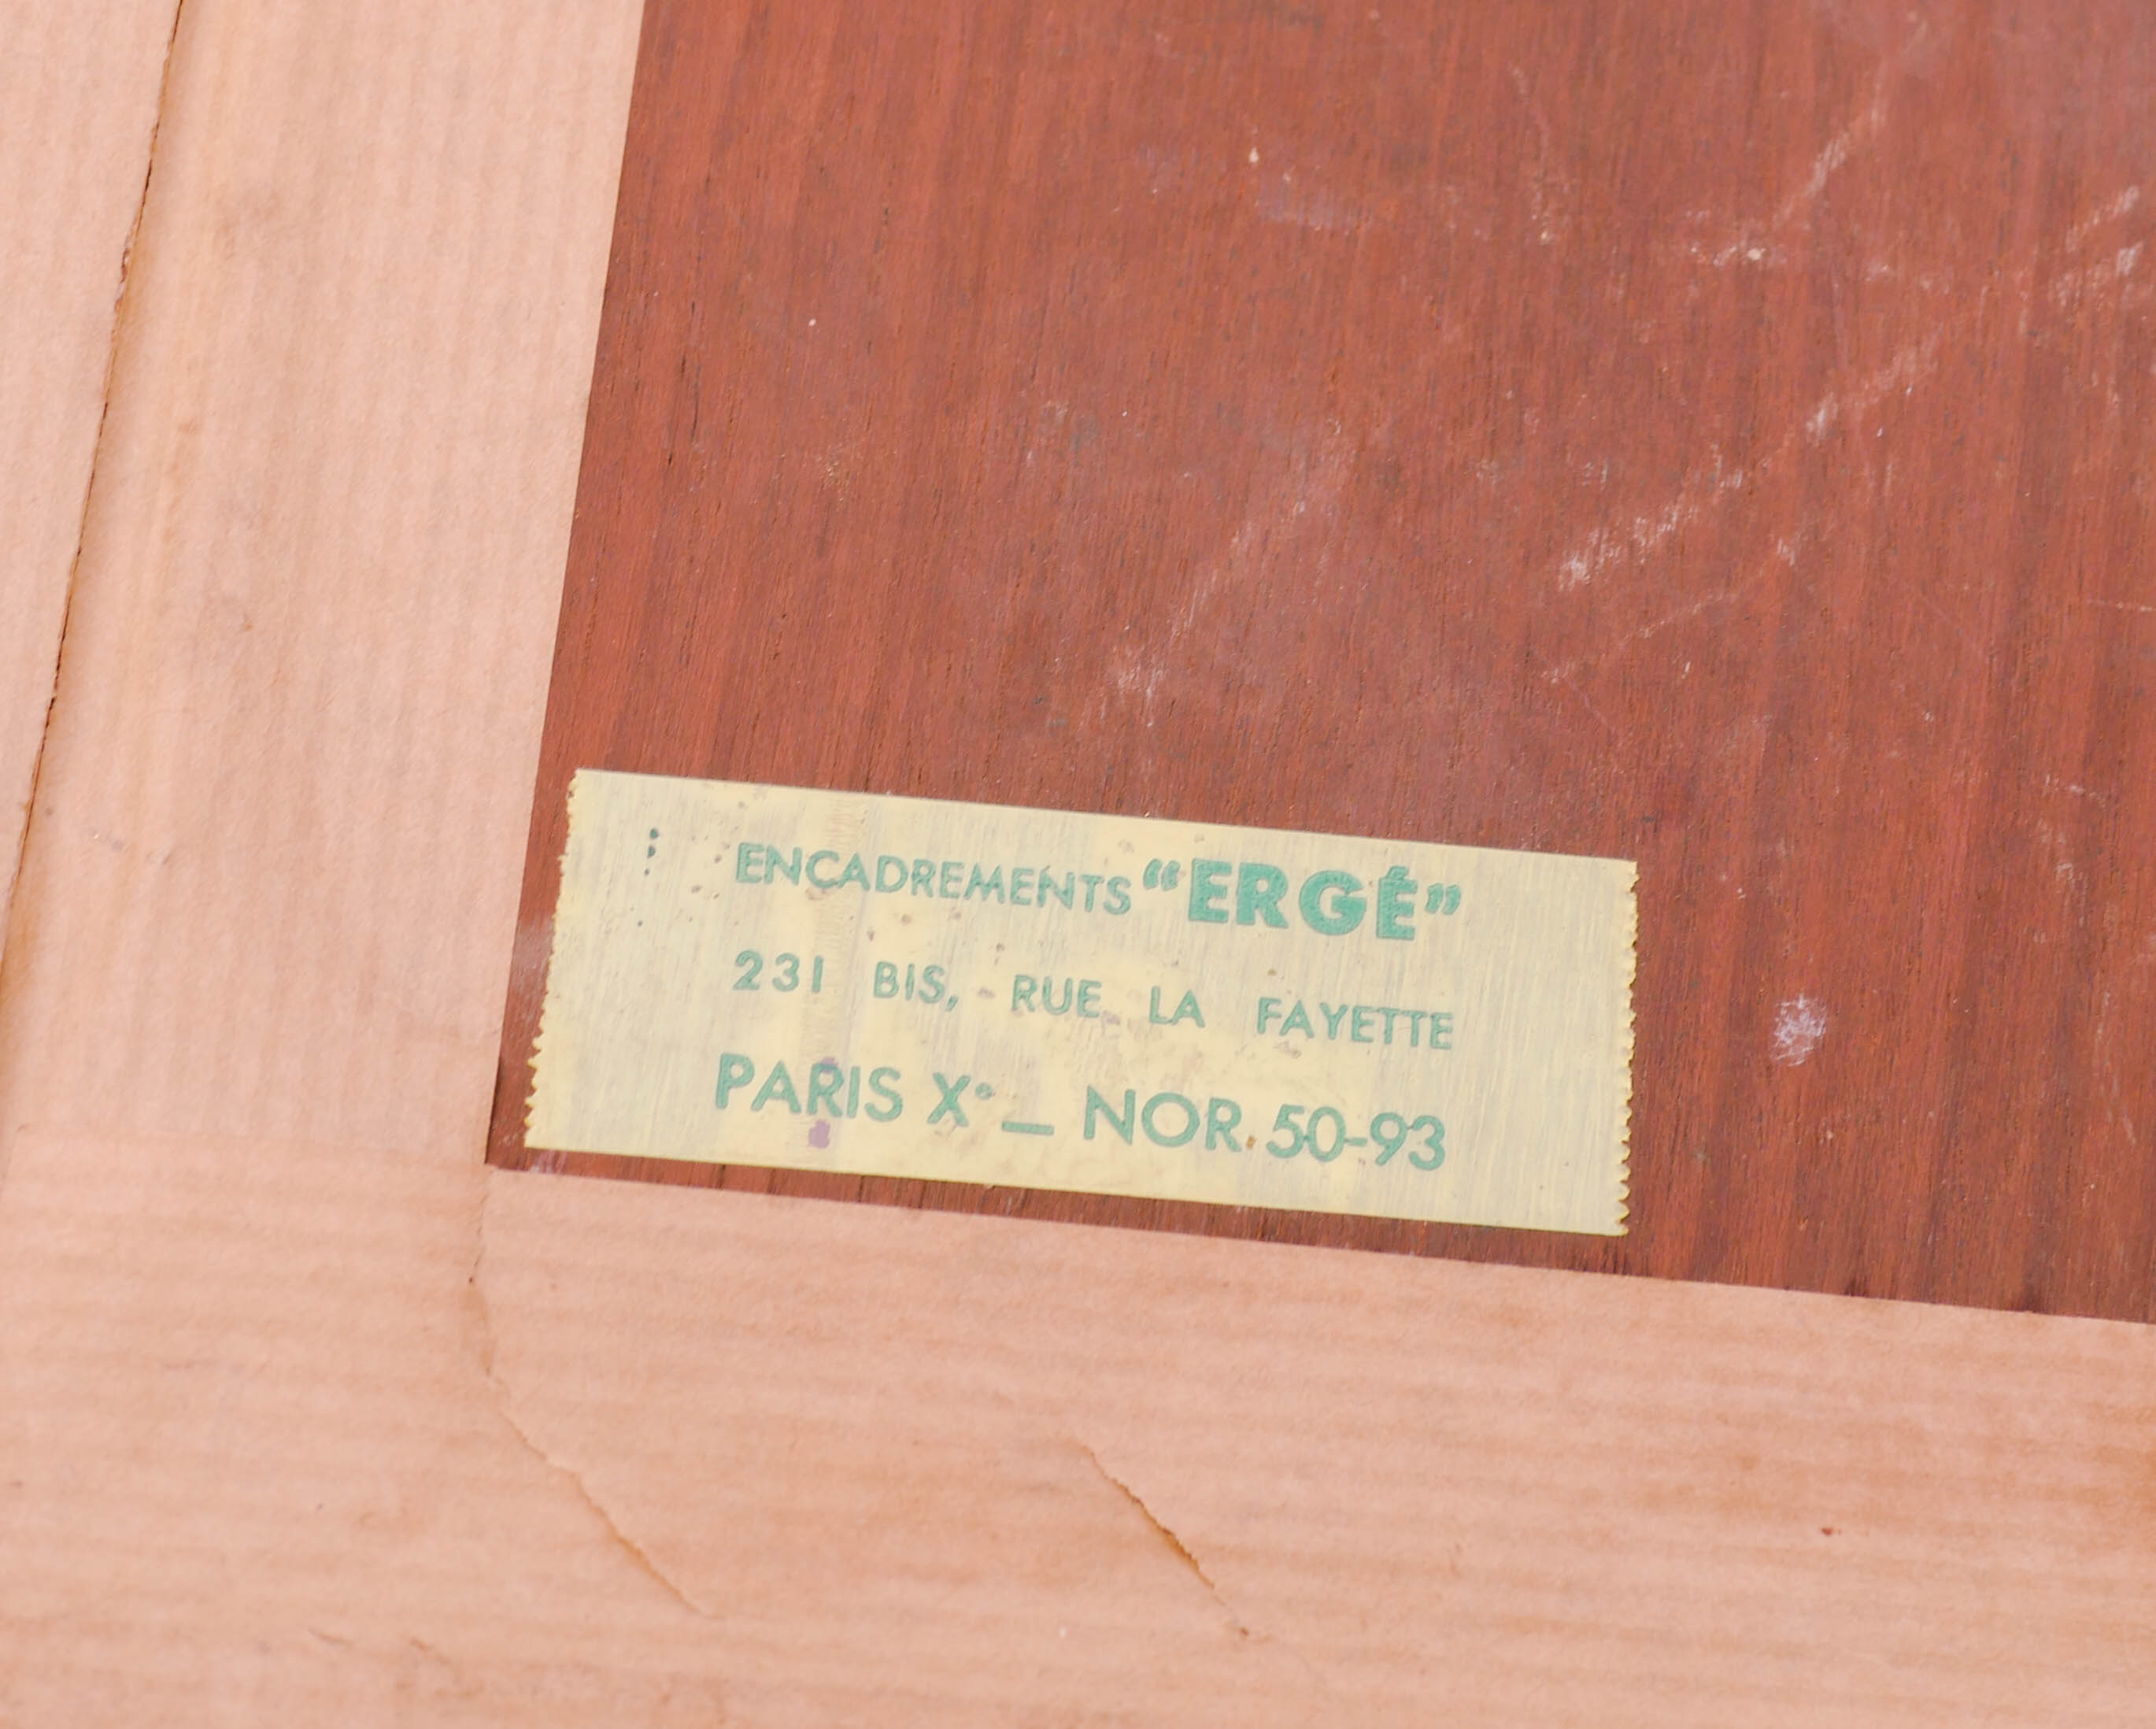 ENCADREMENTS “ERGÉ”
231 BIS, RUE LA FAYETTE
PARIS X° _ NOR. 50-93